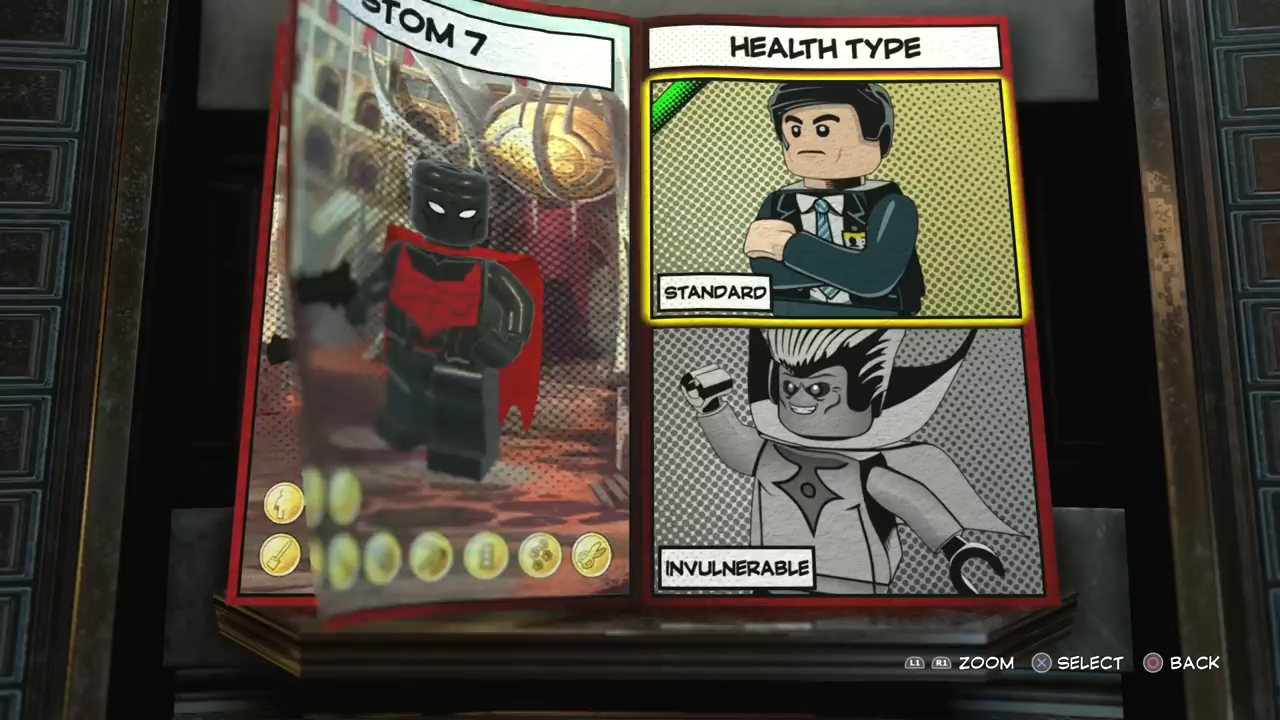 STOM 7
HEALTH TYPE
STANDARD
INVULNERABLE
L1 R1 ZOOM SELECT BACK